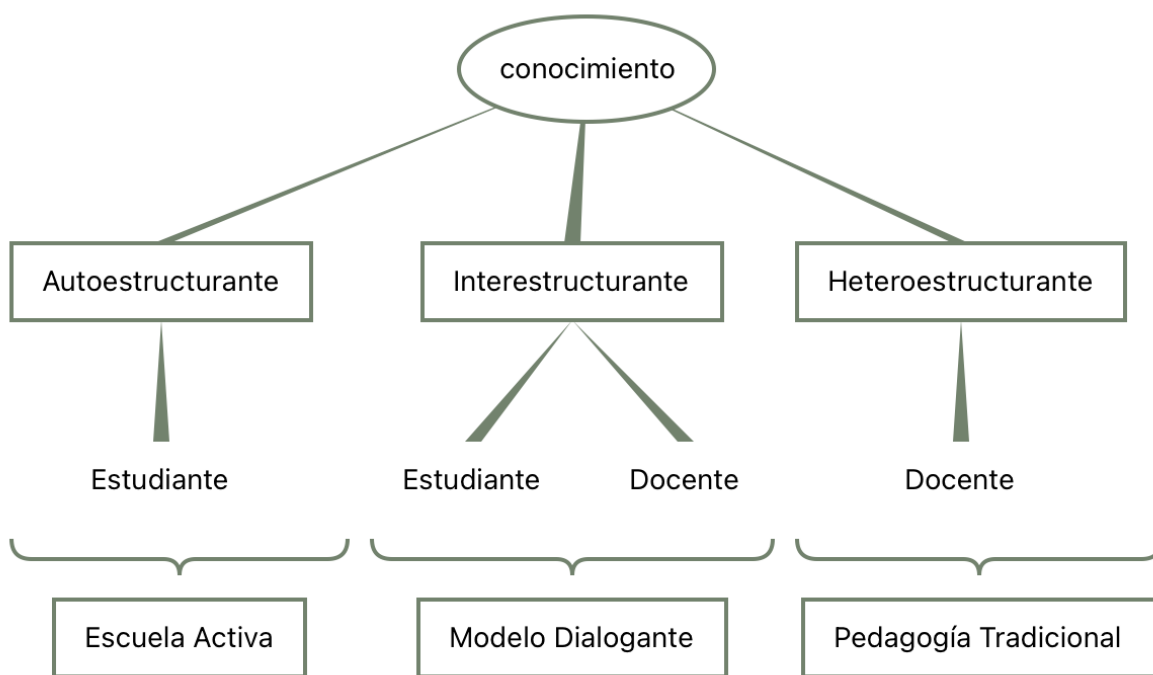 conocimiento
Autoestructurante
Interestructurante
Heteroestructurante
Estudiante
Estudiante
Docente
Docente
Escuela Activa
Modelo Dialogante
Pedagogía Tradicional